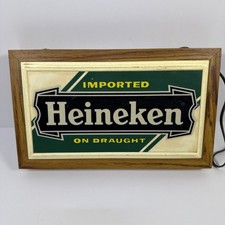 IMPORTED
Heineken
ON DRAUGHT